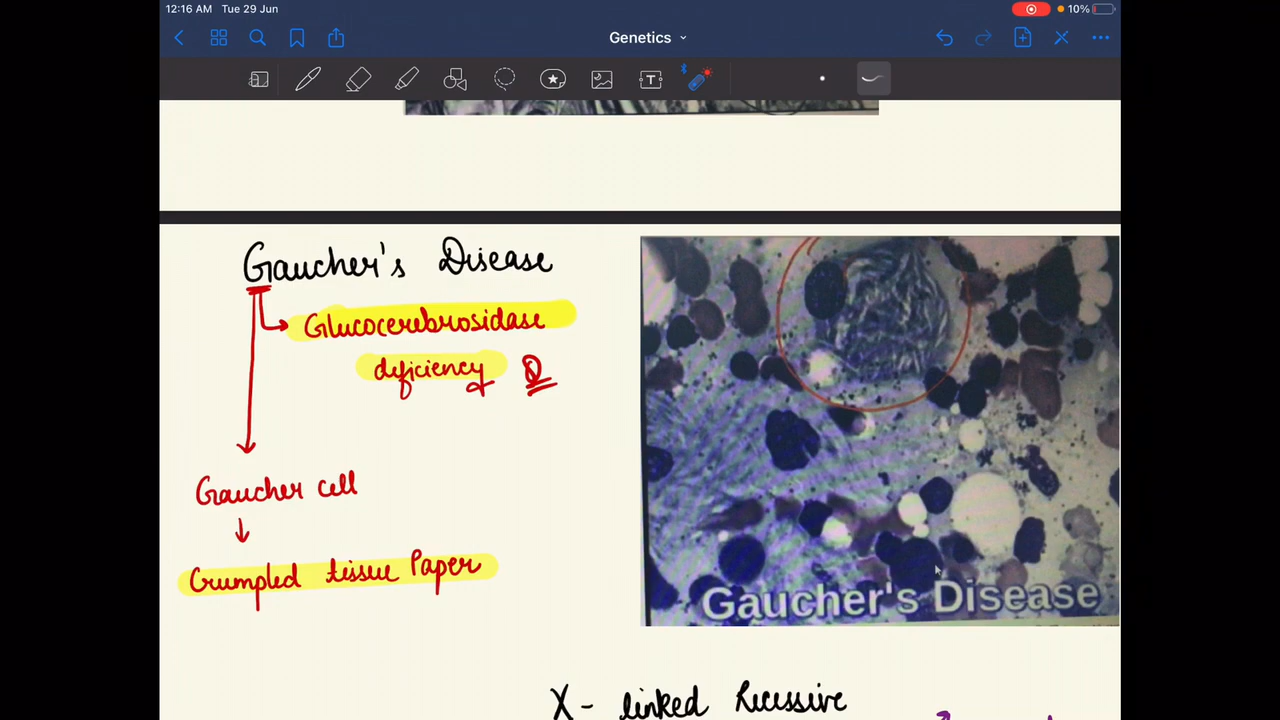 12:16 AM Tue 29 Jun
10%
Genetics
T
Gaucher's Disease
Glucocerebrosidase
deficiency Q
Gaucher cell
Crumpled tissue Paper
Gaucher's Disease
X- linked Recessive